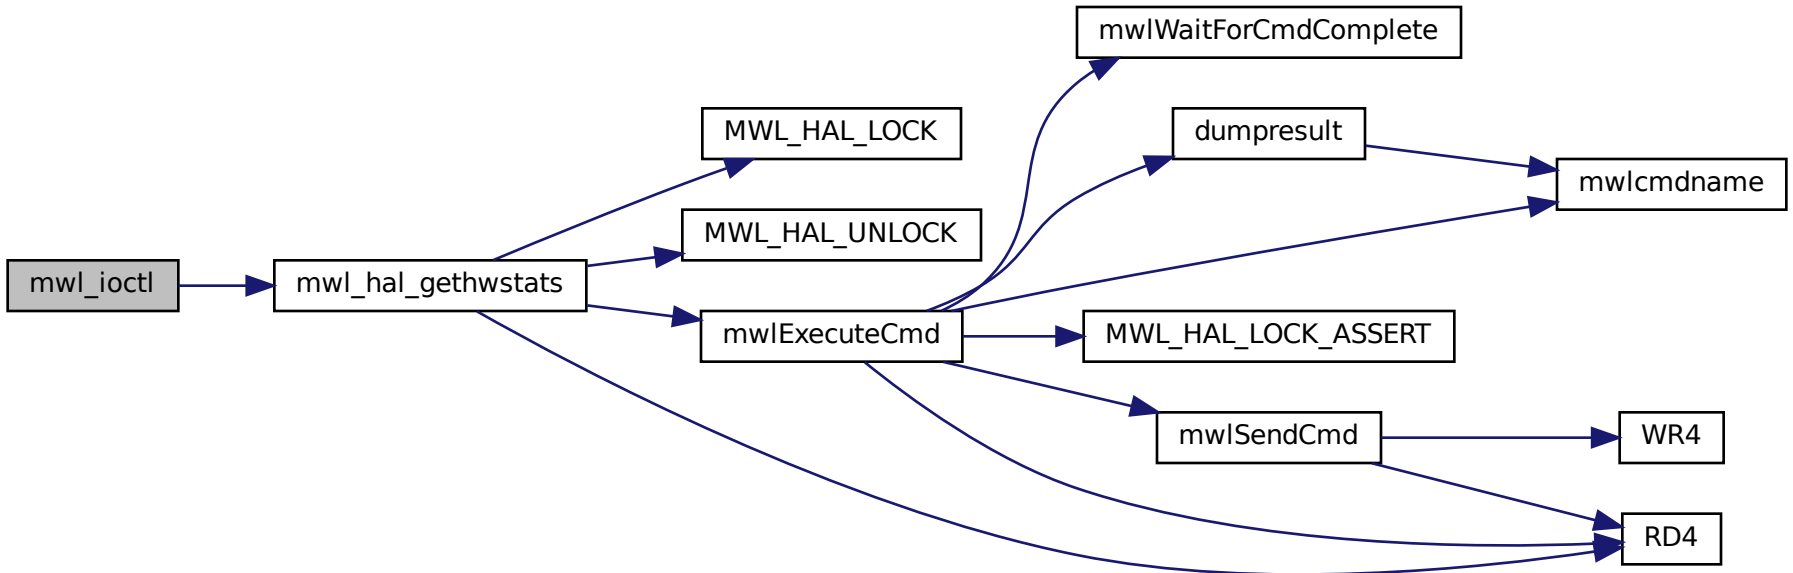 mwlWaitForCmdComplete
MWL_HAL_LOCK
dumpresult
mwlcmdname
MWL_HAL_UNLOCK
mwl_ioctl
mwl_hal_gethwstats
mwlExecuteCmd
MWL_HAL_LOCK_ASSERT
mwlSendCmd
WR4
RD4